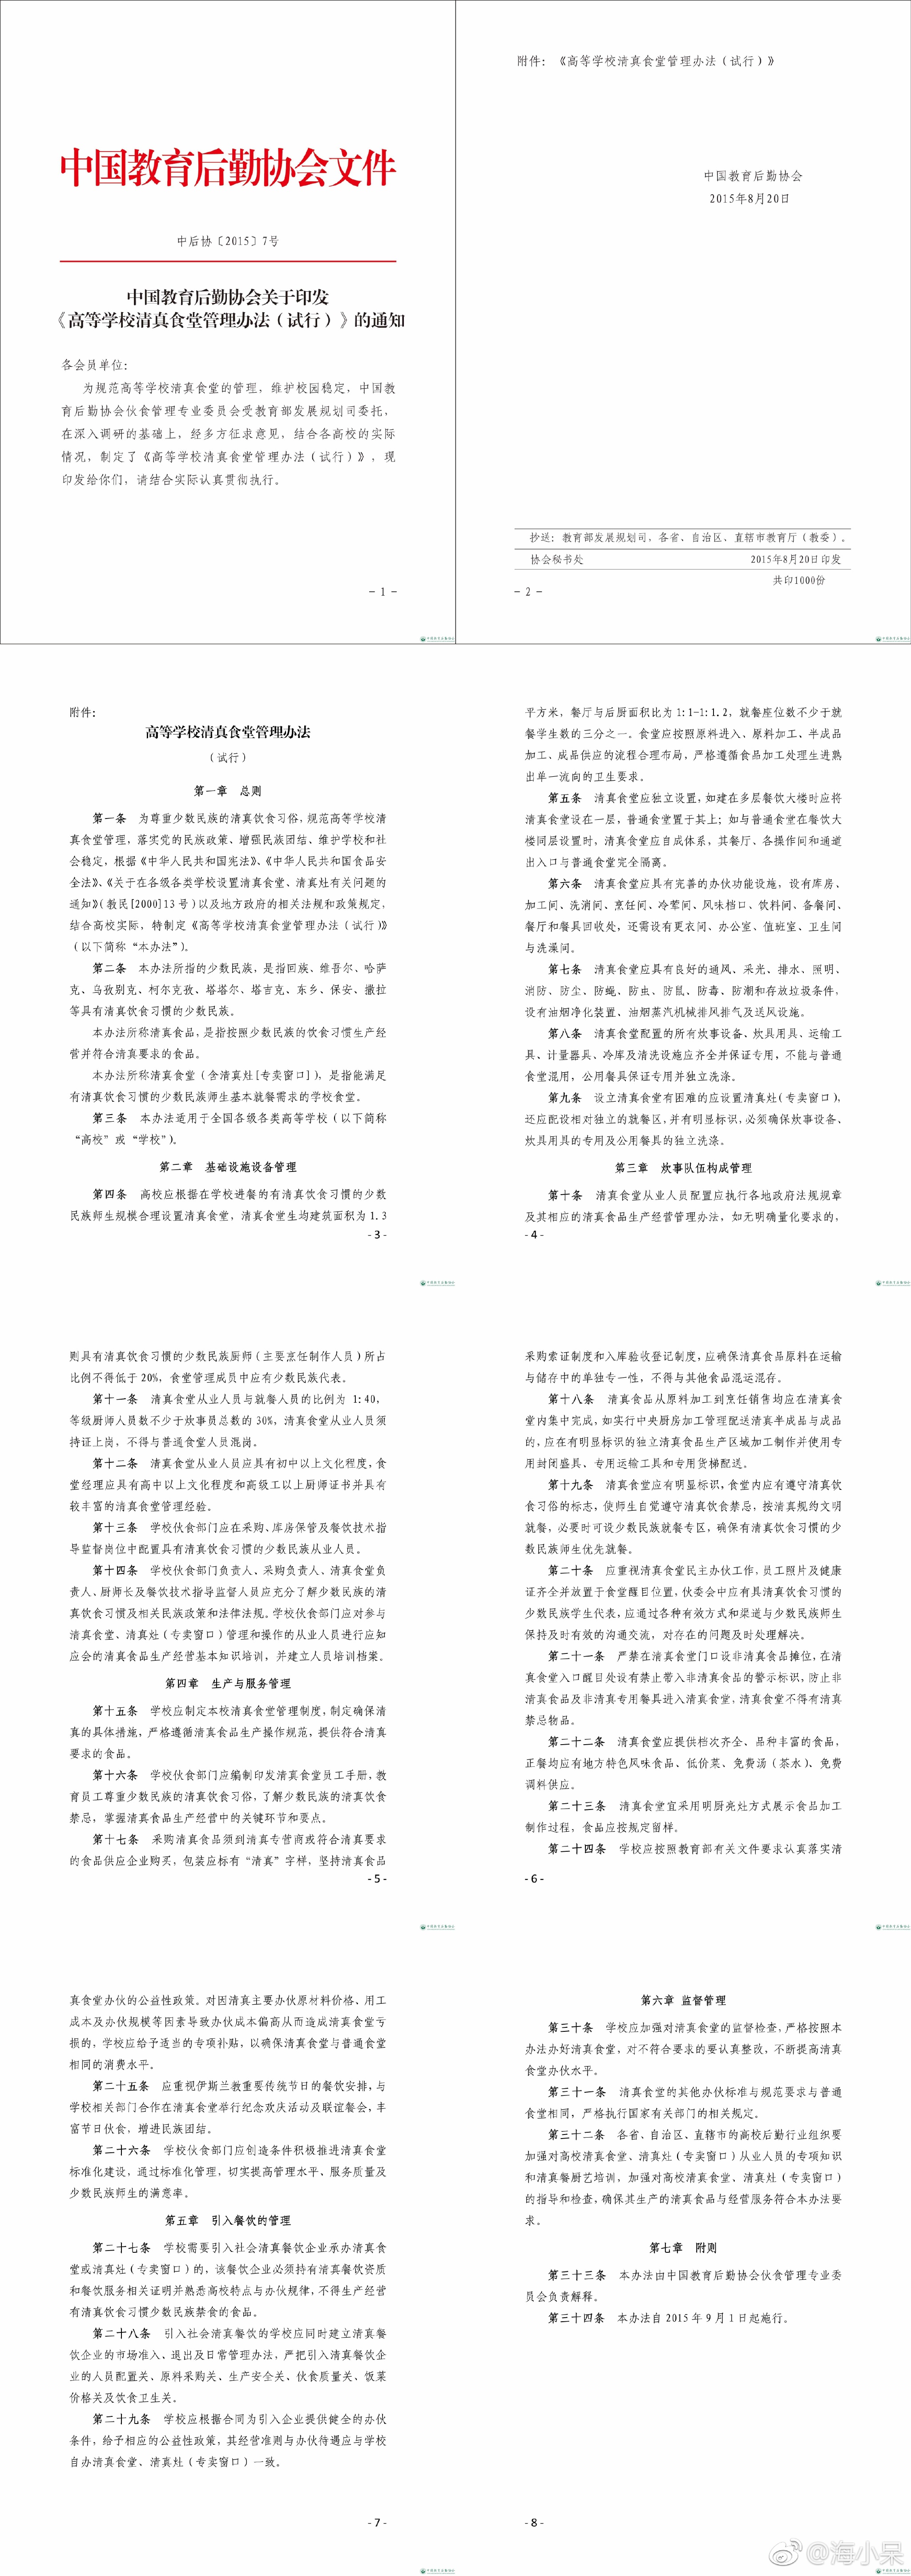 中国教育后勤协会文件
中后协〔2015〕7号
中国教育后勤协会关于印发
《高等学校清真食堂管理办法（试行）》的通知
各会员单位：
为规范高等学校清真食堂的管理，维护校园稳定，中国教
育后勤协会伙食管理专业委员会受教育部发展规划司委托，
在深入调研的基础上，经多方征求意见，结合各高校的实际
情况，制定了《高等学校清真食堂管理办法（试行）》，现
印发给你们，请结合实际认真贯彻执行。
- 1 -
附件：《高等学校清真食堂管理办法（试行）》
中国教育后勤协会
2015年8月20日
抄送：教育部发展规划司，各省、自治区、直辖市教育厅（教委）。
协会秘书处 2015年8月20日印发
共印1000份
- 2 -
附件：
高等学校清真食堂管理办法
（试行）
第一章 总则
第一条 为尊重少数民族的清真饮食习俗，规范高等学校清
真食堂管理，落实党的民族政策、增强民族团结、维护学校和社
会稳定，根据《中华人民共和国宪法》、《中华人民共和国食品安
全法》、《关于在各级各类学校设置清真食堂、清真灶有关问题的
通知》（教民[2000]13号）以及地方政府的相关法规和政策规定，
结合高校实际，特制定《高等学校清真食堂管理办法（试行）》
（以下简称“本办法”）。
第二条 本办法所指的少数民族，是指回族、维吾尔、哈萨
克、乌孜别克、柯尔克孜、塔塔尔、塔吉克、东乡、保安、撒拉
等具有清真饮食习惯的少数民族。
本办法所称清真食品，是指按照少数民族的饮食习惯生产经
营并符合清真要求的食品。
本办法所称清真食堂（含清真灶[专卖窗口]），是指能满足
有清真饮食习惯的少数民族师生基本就餐需求的学校食堂。
第三条 本办法适用于全国各级各类高等学校（以下简称
“高校”或“学校”）。
第二章 基础设施设备管理
第四条 高校应根据在学校进餐的有清真饮食习惯的少数
民族师生规模合理设置清真食堂，清真食堂生均建筑面积为1.3
- 3 -
平方米，餐厅与后厨面积比为1:1-1:1.2，就餐座位数不少于就
餐学生数的三分之一。食堂应按照原料进入、原料加工、半成品
加工、成品供应的流程合理布局，严格遵循食品加工处理生进熟
出单一流向的卫生要求。
第五条 清真食堂应独立设置，如建在多层餐饮大楼时应将
清真食堂设在一层，普通食堂置于其上；如与普通食堂在餐饮大
楼同层设置时，清真食堂应自成体系，其餐厅、各操作间和通道
出入口与普通食堂完全隔离。
第六条 清真食堂应具有完善的办伙功能设施，设有库房、
加工间、洗消间、烹饪间、冷荤间、风味档口、饮料间、备餐间、
餐厅和餐具回收处，还需设有更衣间、办公室、值班室、卫生间
与洗澡间。
第七条 清真食堂应具有良好的通风、采光、排水、照明、
消防、防尘、防蝇、防虫、防鼠、防毒、防潮和存放垃圾条件，
设有油烟净化装置、油烟蒸汽机械排风排气及送风设施。
第八条 清真食堂配置的所有炊事设备、炊具用具、运输工
具、计量器具、冷库及清洗设施应齐全并保证专用，不能与普通
食堂混用，公用餐具保证专用并独立洗涤。
第九条 设立清真食堂有困难的应设置清真灶（专卖窗口），
还应配设相对独立的就餐区，并有明显标识，必须确保炊事设备、
炊具用具的专用及公用餐具的独立洗涤。
第三章 炊事队伍构成管理
第十条 清真食堂从业人员配置应执行各地政府法规规章
及其相应的清真食品生产经营管理办法，如无明确量化要求的，
- 4 -
则具有清真饮食习惯的少数民族厨师（主要烹饪制作人员）所占
比例不得低于20%，食堂管理成员中应有少数民族代表。
第十一条 清真食堂从业人员与就餐人员的比例为 1:40，
等级厨师人员数不少于炊事员总数的30%，清真食堂从业人员须
持证上岗，不得与普通食堂人员混岗。
第十二条 清真食堂从业人员应具有初中以上文化程度，食
堂经理应具有高中以上文化程度和高级工以上厨师证书并具有
较丰富的清真食堂管理经验。
第十三条 学校伙食部门应在采购、库房保管及餐饮技术指
导监督岗位中配置具有清真饮食习惯的少数民族从业人员。
第十四条 学校伙食部门负责人、采购负责人、清真食堂负
责人、厨师长及餐饮技术指导监督人员应充分了解少数民族的清
真饮食习惯及相关民族政策和法律法规。学校伙食部门应对参与
清真食堂、清真灶（专卖窗口）管理和操作的从业人员进行应知
应会的清真食品生产经营基本知识培训，并建立人员培训档案。
第四章 生产与服务管理
第十五条 学校应制定本校清真食堂管理制度，制定确保清
真的具体措施，严格遵循清真食品生产操作规范，提供符合清真
要求的食品。
第十六条 学校伙食部门应编制印发清真食堂员工手册，教
育员工尊重少数民族的清真饮食习俗，了解少数民族的清真饮食
禁忌，掌握清真食品生产经营中的关键环节和要点。
第十七条 采购清真食品须到清真专营商或符合清真要求
的食品供应企业购买，包装应标有“清真”字样，坚持清真食品
- 5 -
采购索证制度和入库验收登记制度，应确保清真食品原料在运输
与储存中的单独专一性，不得与其他食品混运混存。
第十八条 清真食品从原料加工到烹饪销售均应在清真食
堂内集中完成，如实行中央厨房加工管理配送清真半成品与成品
的，应在有明显标识的独立清真食品生产区域加工制作并使用专
用封闭盛具、专用运输工具和专用货梯配送。
第十九条 清真食堂应有明显标识，食堂内应有遵守清真饮
食习俗的标志，使师生自觉遵守清真饮食禁忌，按清真规约文明
就餐，必要时可设少数民族就餐专区，确保有清真饮食习惯的少
数民族师生优先就餐。
第二十条 应重视清真食堂民主办伙工作，员工照片及健康
证齐全并放置于食堂醒目位置，伙委会中应有具清真饮食习惯的
少数民族学生代表，应通过各种有效方式和渠道与少数民族师生
保持及时有效的沟通交流，对存在的问题及时处理解决。
第二十一条 严禁在清真食堂门口设非清真食品摊位，在清
真食堂入口醒目处设有禁止带入非清真食品的警示标识，防止非
清真食品及非清真专用餐具进入清真食堂，清真食堂不得有清真
禁忌物品。
第二十二条 清真食堂应提供档次齐全、品种丰富的食品，
正餐均应有地方特色风味食品、低价菜、免费汤（茶水）、免费
调料供应。
第二十三条 清真食堂宜采用明厨亮灶方式展示食品加工
制作过程，食品应按规定留样。
第二十四条 学校应按照教育部有关文件要求认真落实清
- 6 -
真食堂办伙的公益性政策。对因清真主要办伙原材料价格、用工
成本及办伙规模等因素导致办伙成本偏高从而造成清真食堂亏
损的，学校应给予适当的专项补贴，以确保清真食堂与普通食堂
相同的消费水平。
第二十五条 应重视伊斯兰教重要传统节日的餐饮安排，与
学校相关部门合作在清真食堂举行纪念欢庆活动及联谊餐会，丰
富节日伙食，增进民族团结。
第二十六条 学校伙食部门应创造条件积极推进清真食堂
标准化建设，通过标准化管理，切实提高管理水平、服务质量及
少数民族师生的满意率。
第五章 引入餐饮的管理
第二十七条 学校需要引入社会清真餐饮企业承办清真食
堂或清真灶（专卖窗口）的，该餐饮企业必须持有清真餐饮资质
和餐饮服务相关证明并熟悉高校特点与办伙规律，不得生产经营
有清真饮食习惯少数民族禁食的食品。
第二十八条 引入社会清真餐饮的学校应同时建立清真餐
饮企业的市场准入、退出及日常管理办法，严把引入清真餐饮企
业的人员配置关、原料采购关、生产安全关、伙食质量关、饭菜
价格关及饮食卫生关。
第二十九条 学校应根据合同为引入企业提供健全的办伙
条件，给予相应的公益性政策，其经营准则与办伙待遇应与学校
自办清真食堂、清真灶（专卖窗口）一致。
- 7 -
第六章 监督管理
第三十条 学校应加强对清真食堂的监督检查，严格按照本
办法办好清真食堂，对不符合要求的要认真整改，不断提高清真
食堂办伙水平。
第三十一条 清真食堂的其他办伙标准与规范要求与普通
食堂相同，严格执行国家有关部门的相关规定。
第三十二条 各省、自治区、直辖市的高校后勤行业组织要
加强对高校清真食堂、清真灶（专卖窗口）从业人员的专项知识
和清真餐厨艺培训，加强对高校清真食堂、清真灶（专卖窗口）
的指导和检查，确保其生产的清真食品与经营服务符合本办法要
求。
第七章 附则
第三十三条 本办法由中国教育后勤协会伙食管理专业委
员会负责解释。
第三十四条 本办法自2015年9月1日起施行。
- 8 -
@海小呆